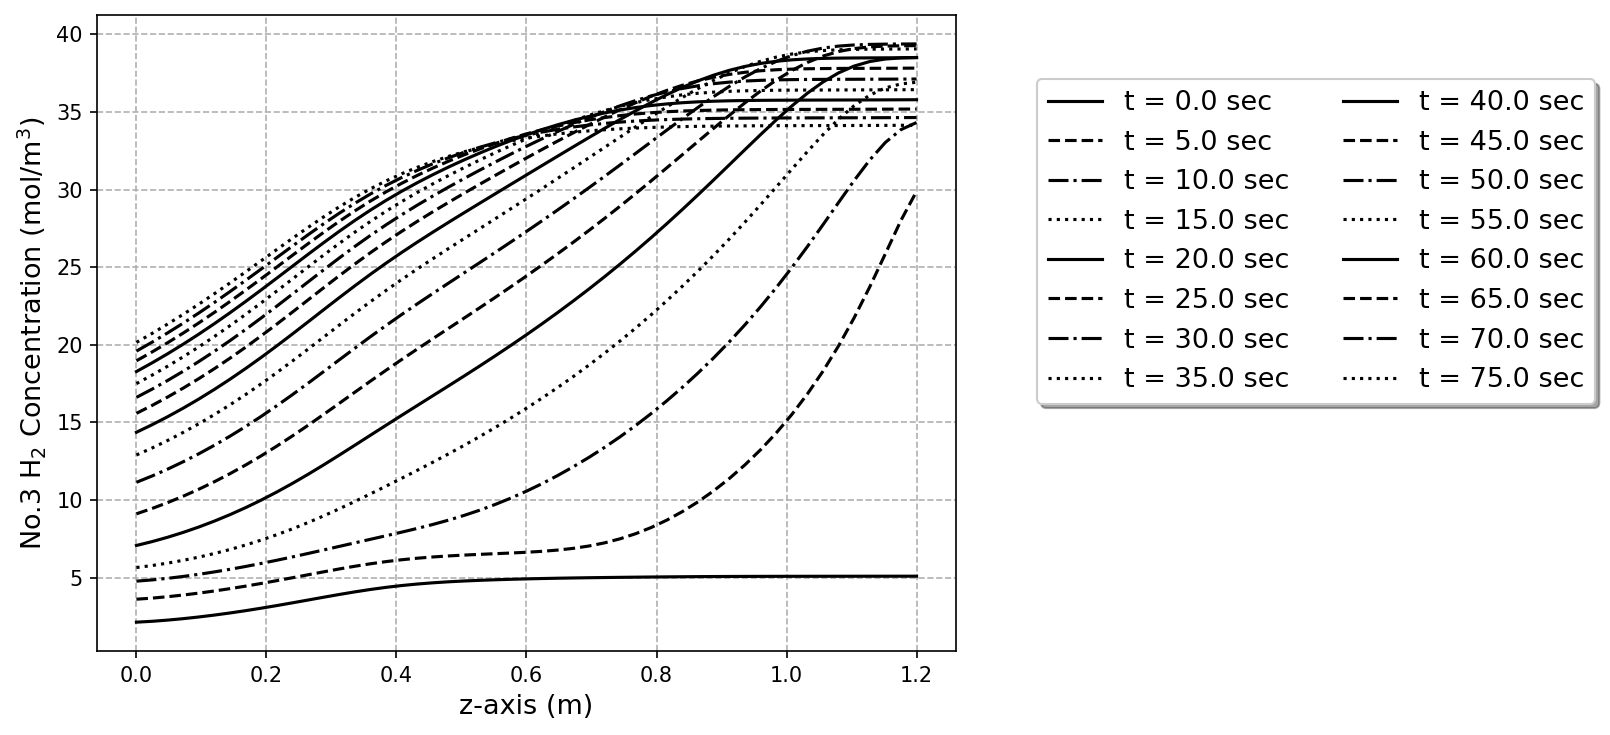 No.3 H₂ Concentration (mol/m³)
40
35
30
25
20
15
10
5
0.0 0.2 0.4 0.6 0.8 1.0 1.2
z-axis (m)
t = 0.0 sec
t = 5.0 sec
t = 10.0 sec
t = 15.0 sec
t = 20.0 sec
t = 25.0 sec
t = 30.0 sec
t = 35.0 sec
t = 40.0 sec
t = 45.0 sec
t = 50.0 sec
t = 55.0 sec
t = 60.0 sec
t = 65.0 sec
t = 70.0 sec
t = 75.0 sec